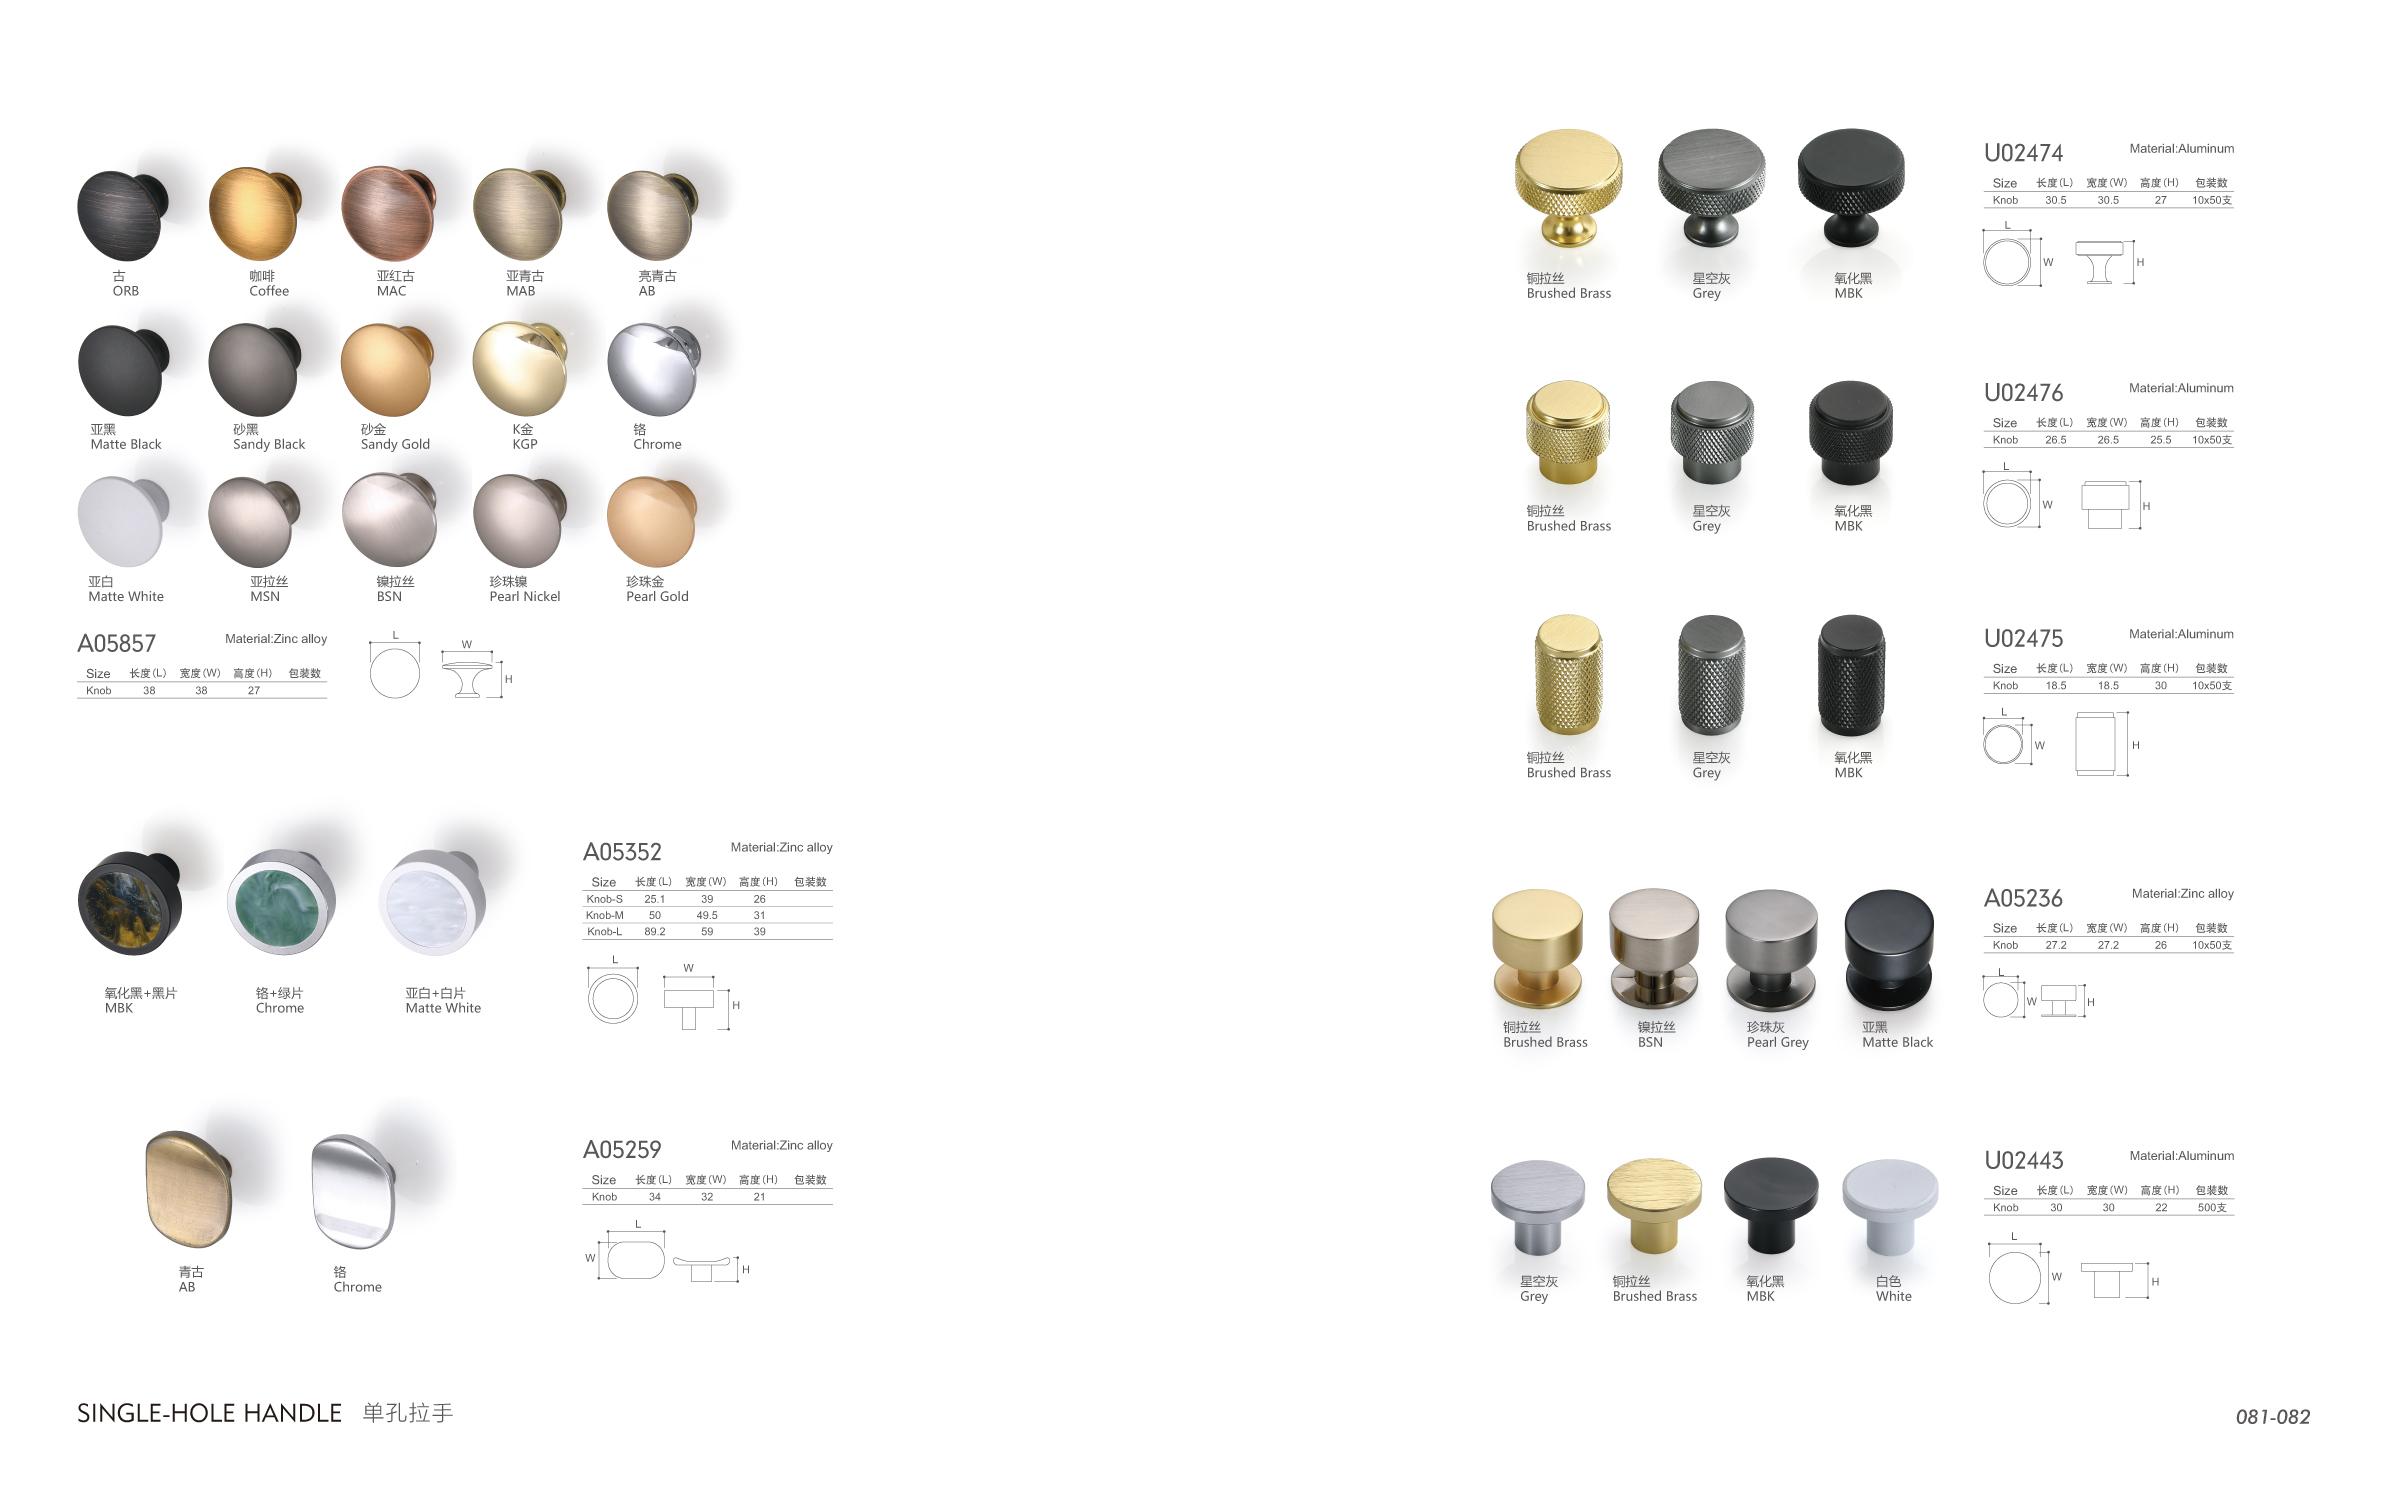 古 咖啡 亚红古 亚青古 亮青古
ORB Coffee MAC MAB AB
亚黑 砂黑 砂金 K金 铬
Matte Black Sandy Black Sandy Gold KGP Chrome
亚白 亚拉丝 镍拉丝 珍珠镍 珍珠金
Matte White MSN BSN Pearl Nickel Pearl Gold
A05857 Material:Zinc alloy
Size 长度(L) 宽度(W) 高度(H) 包装数
Knob 38 38 27
L
W
H
A05352 Material:Zinc alloy
Size 长度(L) 宽度(W) 高度(H) 包装数
Knob-S 25.1 39 26
Knob-M 50 49.5 31
Knob-L 89.2 59 39
L
W
H
氧化黑+黑片 铬+绿片 亚白+白片
MBK Chrome Matte White
A05259 Material:Zinc alloy
Size 长度(L) 宽度(W) 高度(H) 包装数
Knob 34 32 21
L
W
H
青古 铬
AB Chrome
SINGLE-HOLE HANDLE 单孔拉手
U02474 Material:Aluminum
Size 长度(L) 宽度(W) 高度(H) 包装数
Knob 30.5 30.5 27 10x50支
L
W
H
铜拉丝 星空灰 氧化黑
Brushed Brass Grey MBK
U02476 Material:Aluminum
Size 长度(L) 宽度(W) 高度(H) 包装数
Knob 26.5 26.5 25.5 10x50支
L
W
H
铜拉丝 星空灰 氧化黑
Brushed Brass Grey MBK
U02475 Material:Aluminum
Size 长度(L) 宽度(W) 高度(H) 包装数
Knob 18.5 18.5 30 10x50支
L
W
H
铜拉丝 星空灰 氧化黑
Brushed Brass Grey MBK
A05236 Material:Zinc alloy
Size 长度(L) 宽度(W) 高度(H) 包装数
Knob 27.2 27.2 26 10x50支
L
W
H
铜拉丝 镍拉丝 珍珠灰 亚黑
Brushed Brass BSN Pearl Grey Matte Black
U02443 Material:Aluminum
Size 长度(L) 宽度(W) 高度(H) 包装数
Knob 30 30 22 500支
L
W
H
星空灰 铜拉丝 氧化黑 白色
Grey Brushed Brass MBK White
081-082